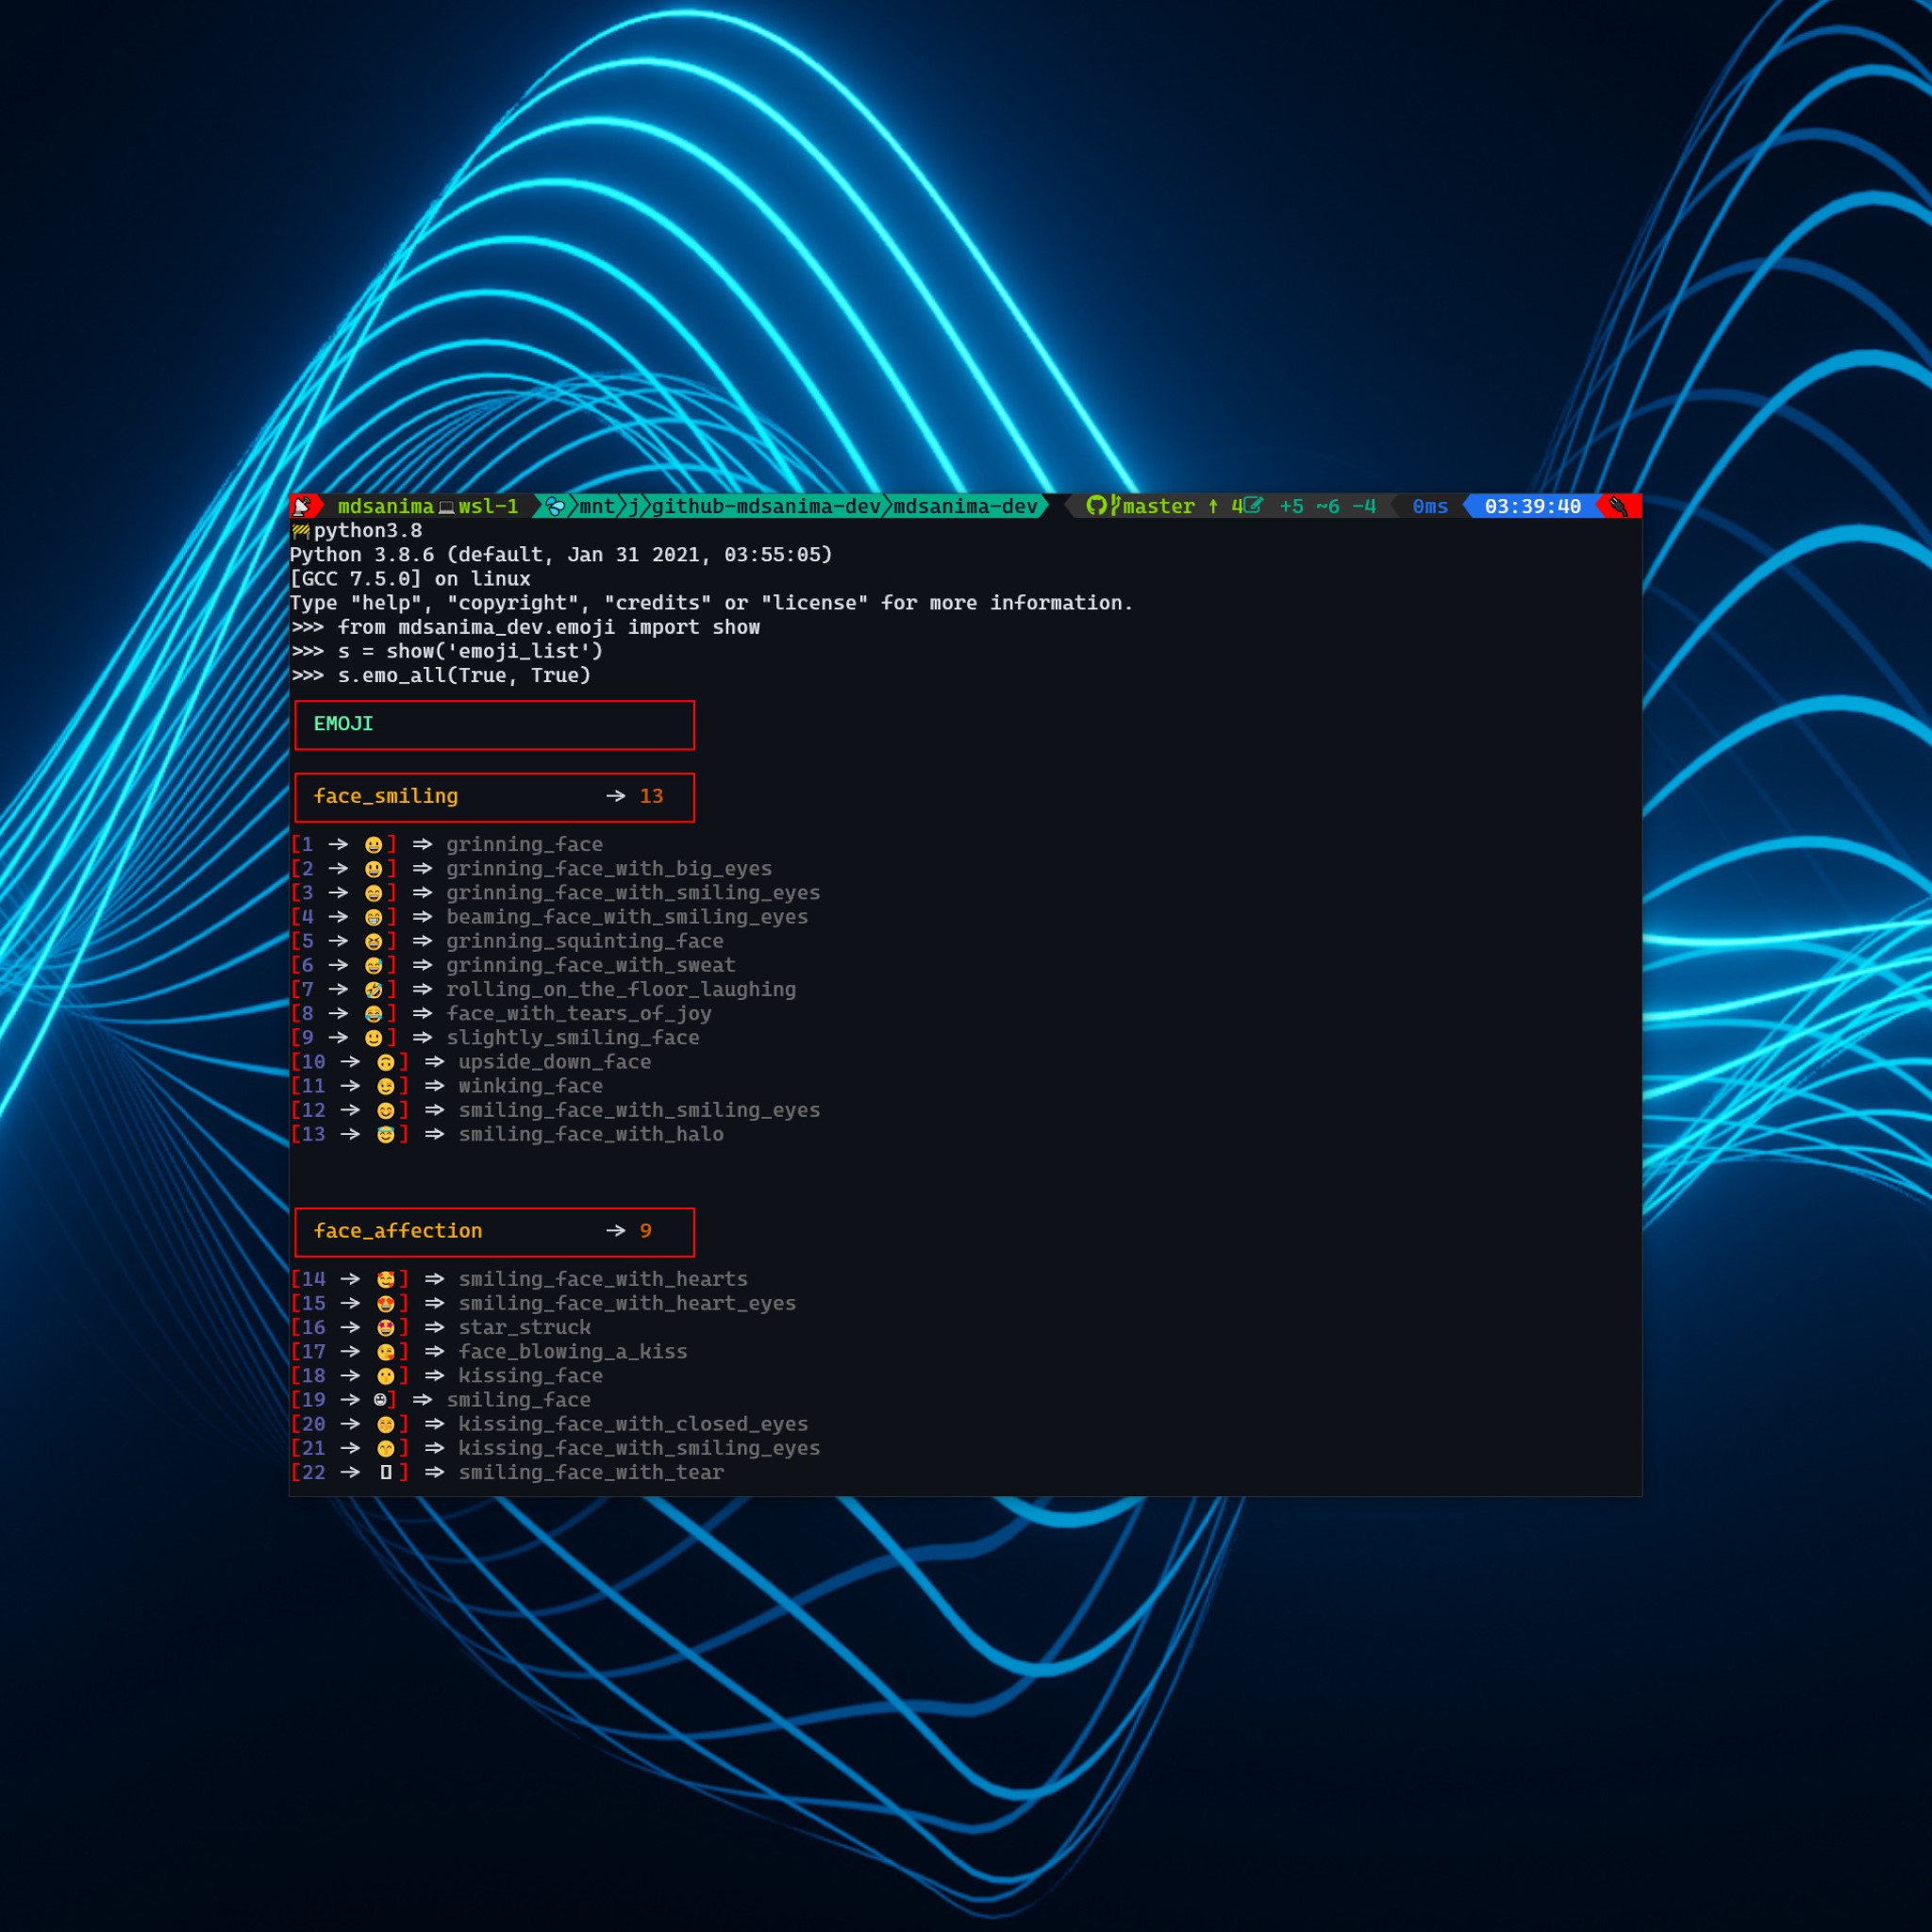 mdsanima💻wsl-1 mnt j github-mdsanima-dev mdsanima-dev master ↑ 4 +5 ~6 -4 0ms 03:39:40
🚧python3.8
Python 3.8.6 (default, Jan 31 2021, 03:55:05)
[GCC 7.5.0] on linux
Type "help", "copyright", "credits" or "license" for more information.
>>> from mdsanima_dev.emoji import show
>>> s = show('emoji_list')
>>> s.emo_all(True, True)
EMOJI
face_smiling → 13
[1 → 😀] ⇒ grinning_face
[2 → 😃] ⇒ grinning_face_with_big_eyes
[3 → 😄] ⇒ grinning_face_with_smiling_eyes
[4 → 😁] ⇒ beaming_face_with_smiling_eyes
[5 → 😆] ⇒ grinning_squinting_face
[6 → 😅] ⇒ grinning_face_with_sweat
[7 → 🤣] ⇒ rolling_on_the_floor_laughing
[8 → 😂] ⇒ face_with_tears_of_joy
[9 → 🙂] ⇒ slightly_smiling_face
[10 → 🙃] ⇒ upside_down_face
[11 → 😉] ⇒ winking_face
[12 → 😊] ⇒ smiling_face_with_smiling_eyes
[13 → 😇] ⇒ smiling_face_with_halo
face_affection → 9
[14 → 🥰] ⇒ smiling_face_with_hearts
[15 → 😍] ⇒ smiling_face_with_heart_eyes
[16 → 🤩] ⇒ star_struck
[17 → 😘] ⇒ face_blowing_a_kiss
[18 → 😗] ⇒ kissing_face
[19 → ☺] ⇒ smiling_face
[20 → 😚] ⇒ kissing_face_with_closed_eyes
[21 → 😙] ⇒ kissing_face_with_smiling_eyes
[22 → ▯] ⇒ smiling_face_with_tear